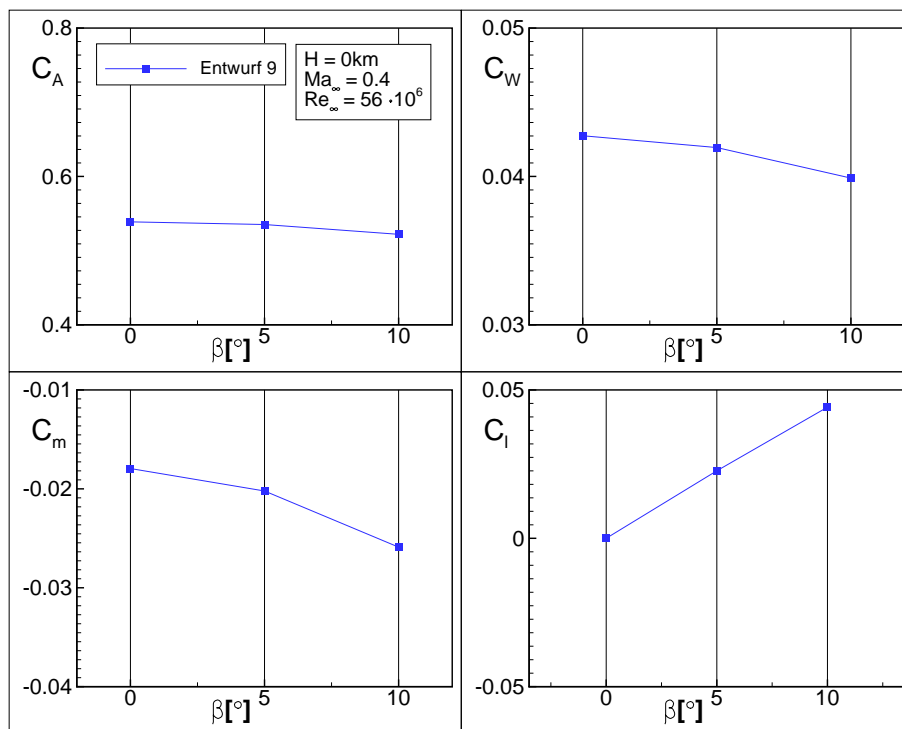 0.8
C_A
Entwurf 9
H = 0km
Ma_∞ = 0.4
Re_∞ = 56 ·10^6
0.6
0.4
0 5 10
β[°]
0.05
C_W
0.04
0.03
0 5 10
β[°]
-0.01
C_m
-0.02
-0.03
-0.04
0 5 10
β[°]
0.05
C_l
0
-0.05
0 5 10
β[°]